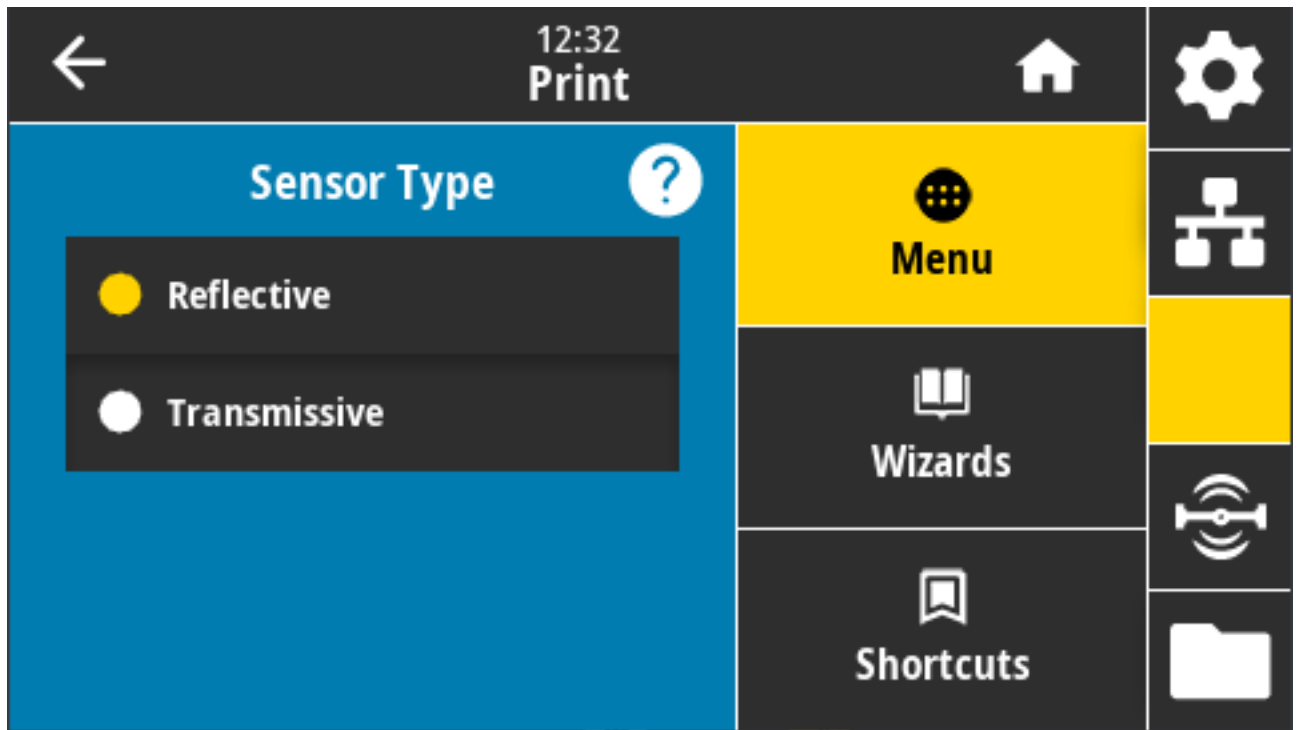 12:32
Print
Sensor Type
?
Reflective
Transmissive
Menu
Wizards
Shortcuts